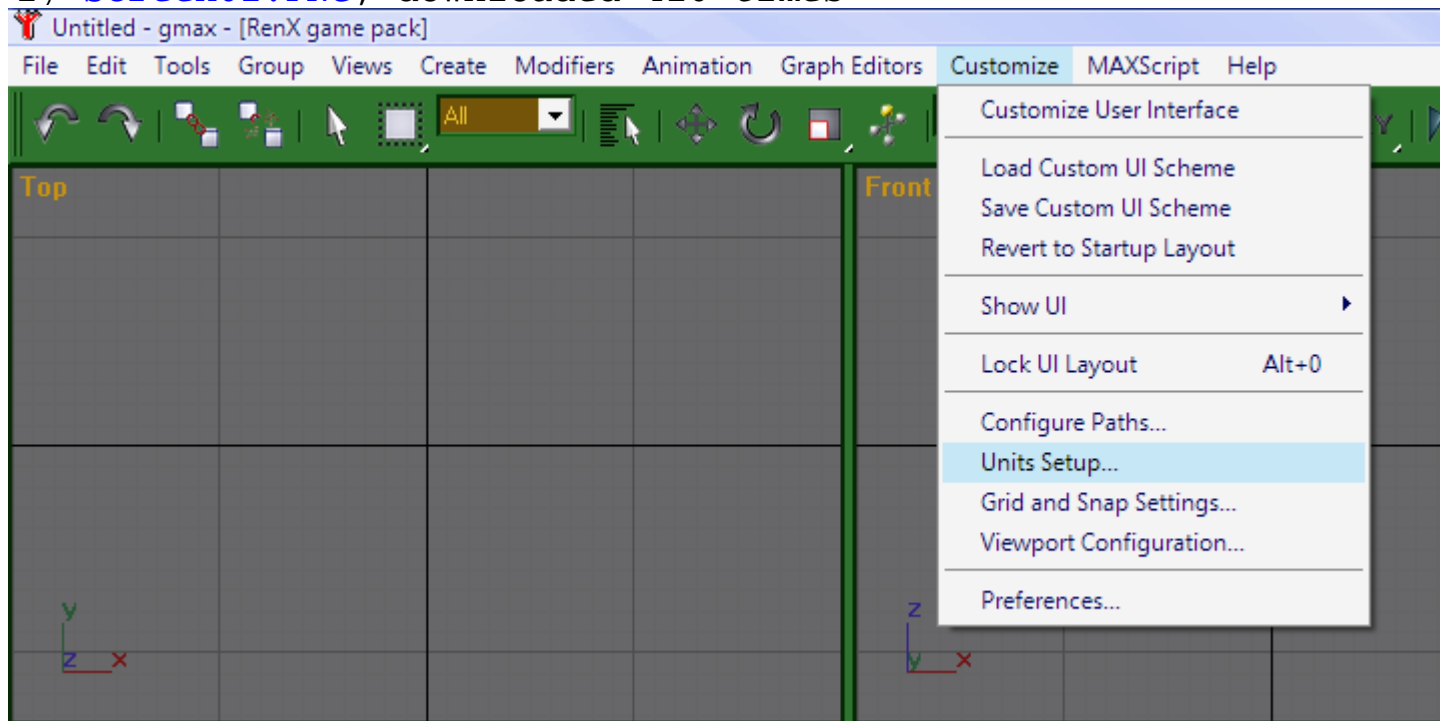 Untitled - gmax - [RenX game pack]
File Edit Tools Group Views Create Modifiers Animation Graph Editors Customize MAXScript Help
All
Customize User Interface
Load Custom UI Scheme
Save Custom UI Scheme
Revert to Startup Layout
Show UI
Lock UI Layout Alt+0
Configure Paths...
Units Setup...
Grid and Snap Settings...
Viewport Configuration...
Preferences...
Top
Front
y
z x
z
y x
Y